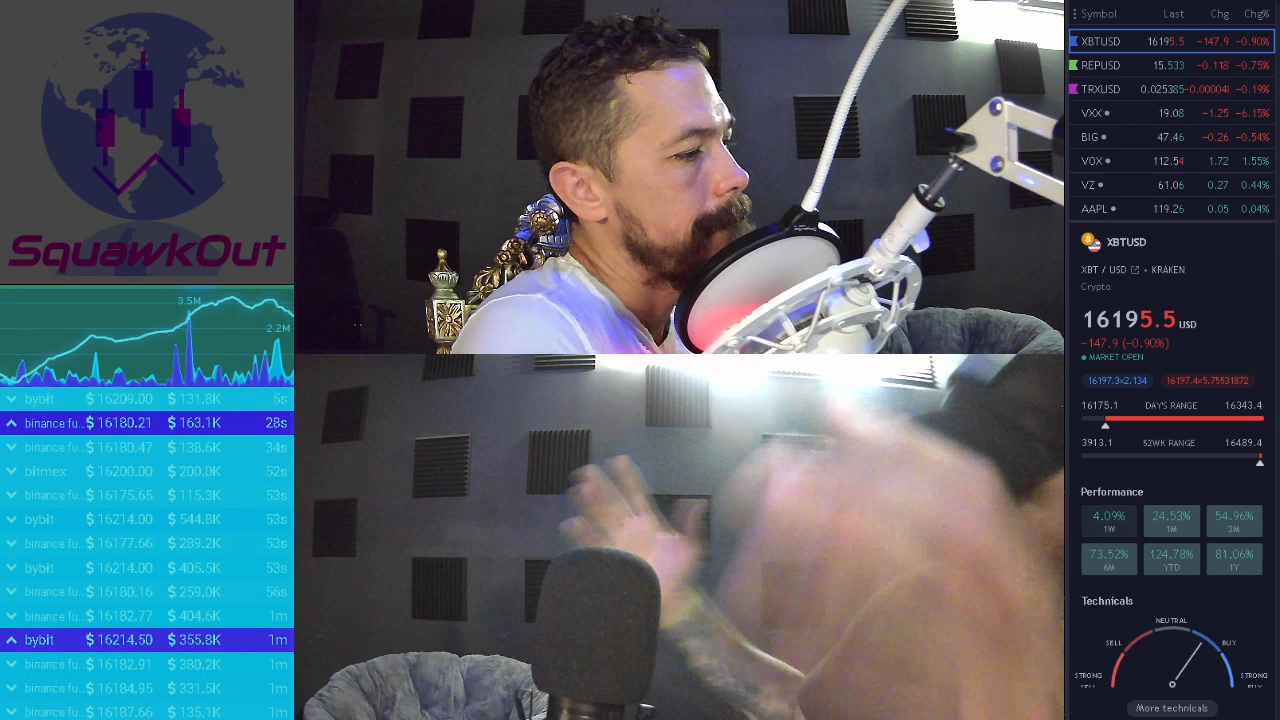 SquawkOut
3.5M
2.2M
bybit $ 16209.00 $ 131.8K 5s
binance fu.. $ 16180.21 $ 163.1K 28s
binance fu.. $ 16180.47 $ 138.6K 34s
bitmex $ 16200.00 $ 200.0K 52s
binance fu.. $ 16175.65 $ 115.3K 53s
bybit $ 16214.00 $ 544.8K 53s
binance fu.. $ 16177.66 $ 289.2K 53s
bybit $ 16214.00 $ 405.5K 53s
binance fu.. $ 16180.16 $ 259.0K 56s
binance fu.. $ 16182.77 $ 404.6K 1m
bybit $ 16214.50 $ 355.8K 1m
binance fu.. $ 16182.91 $ 380.2K 1m
binance fu.. $ 16184.95 $ 331.5K 1m
binance fu.. $ 16187.66 $ 135.1K 1m
Symbol Last Chg Chg%
XBTUSD 16195.5 −147.9 −0.90%
REPUSD 15.533 −0.118 −0.75%
TRXUSD 0.025385 −0.000048 −0.19%
VXX 19.08 −1.25 −6.15%
BIG 47.46 −0.26 −0.54%
VOX 112.54 1.72 1.55%
VZ 61.06 0.27 0.44%
AAPL 119.26 0.05 0.04%
XBTUSD
XBT / USD • KRAKEN
Crypto
16195.5 USD
−147.9 (−0.90%)
MARKET OPEN
16197.3×2.134 16197.4×5.75531872
16175.1 DAY'S RANGE 16343.4
3913.1 52WK RANGE 16489.4
Performance
4.09% 24.53% 54.96%
1W 1M 3M
73.52% 124.78% 81.06%
6M YTD 1Y
Technicals
NEUTRAL
SELL BUY
STRONG STRONG
SELL BUY
More technicals